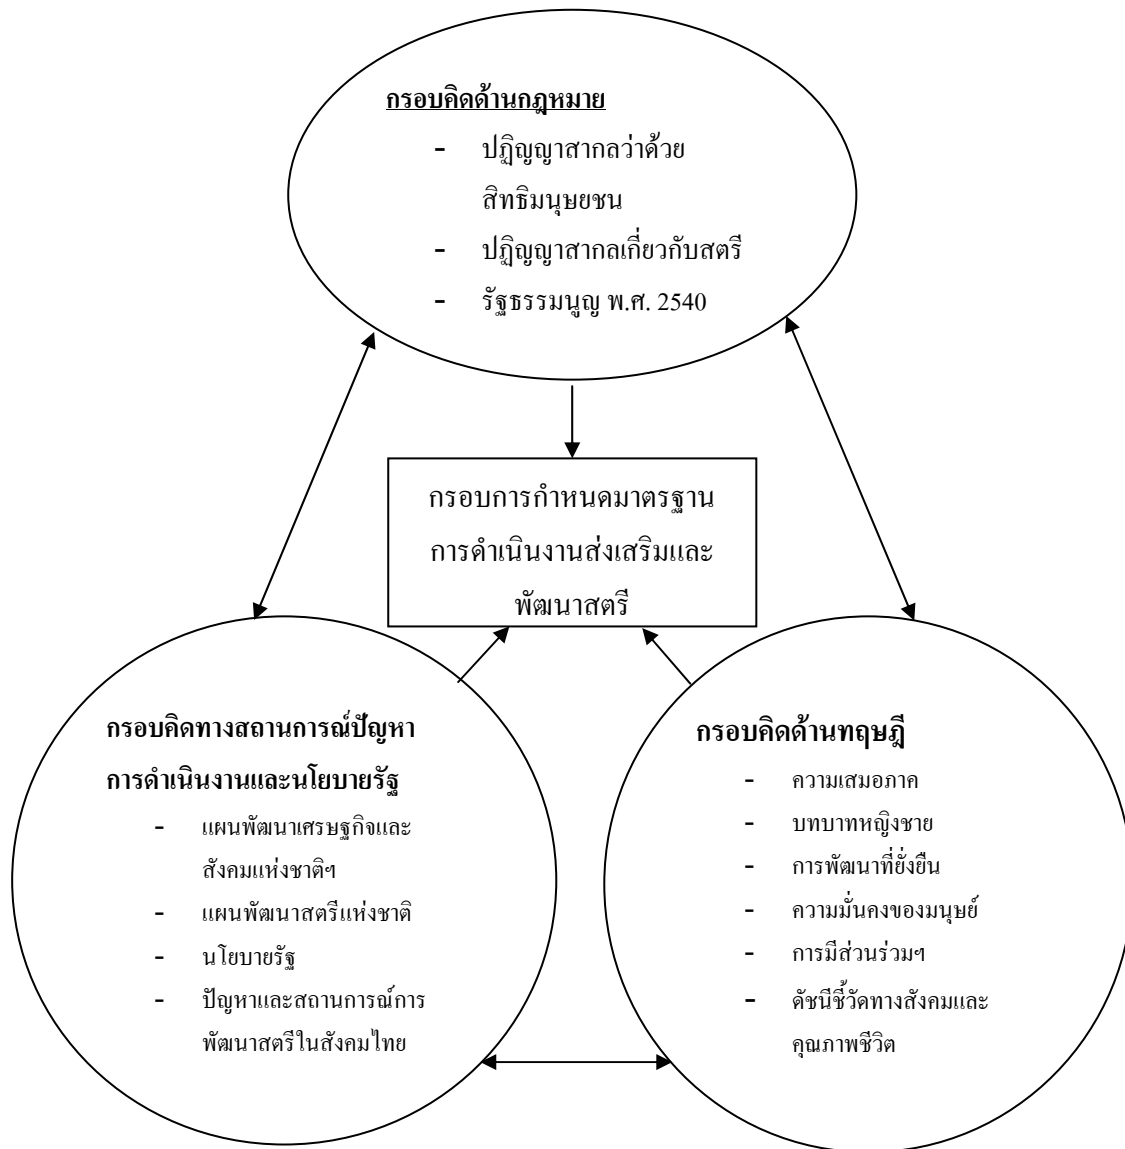 กรอบคิดด้านกฎหมาย
- ปฏิญญาสากลว่าด้วย
สิทธิมนุษยชน
- ปฏิญญาสากลเกี่ยวกับสตรี
- รัฐธรรมนูญ พ.ศ. 2540
กรอบการกำหนดมาตรฐาน
การดำเนินงานส่งเสริมและ
พัฒนาสตรี
กรอบคิดทางสถานการณ์ปัญหา
การดำเนินงานและนโยบายรัฐ
- แผนพัฒนาเศรษฐกิจและ
สังคมแห่งชาติฯ
- แผนพัฒนาสตรีแห่งชาติ
- นโยบายรัฐ
- ปัญหาและสถานการณ์การ
พัฒนาสตรีในสังคมไทย
กรอบคิดด้านทฤษฎี
- ความเสมอภาค
- บทบาทหญิงชาย
- การพัฒนาที่ยั่งยืน
- ความมั่นคงของมนุษย์
- การมีส่วนร่วมฯ
- ดัชนีชี้วัดทางสังคมและ
คุณภาพชีวิต